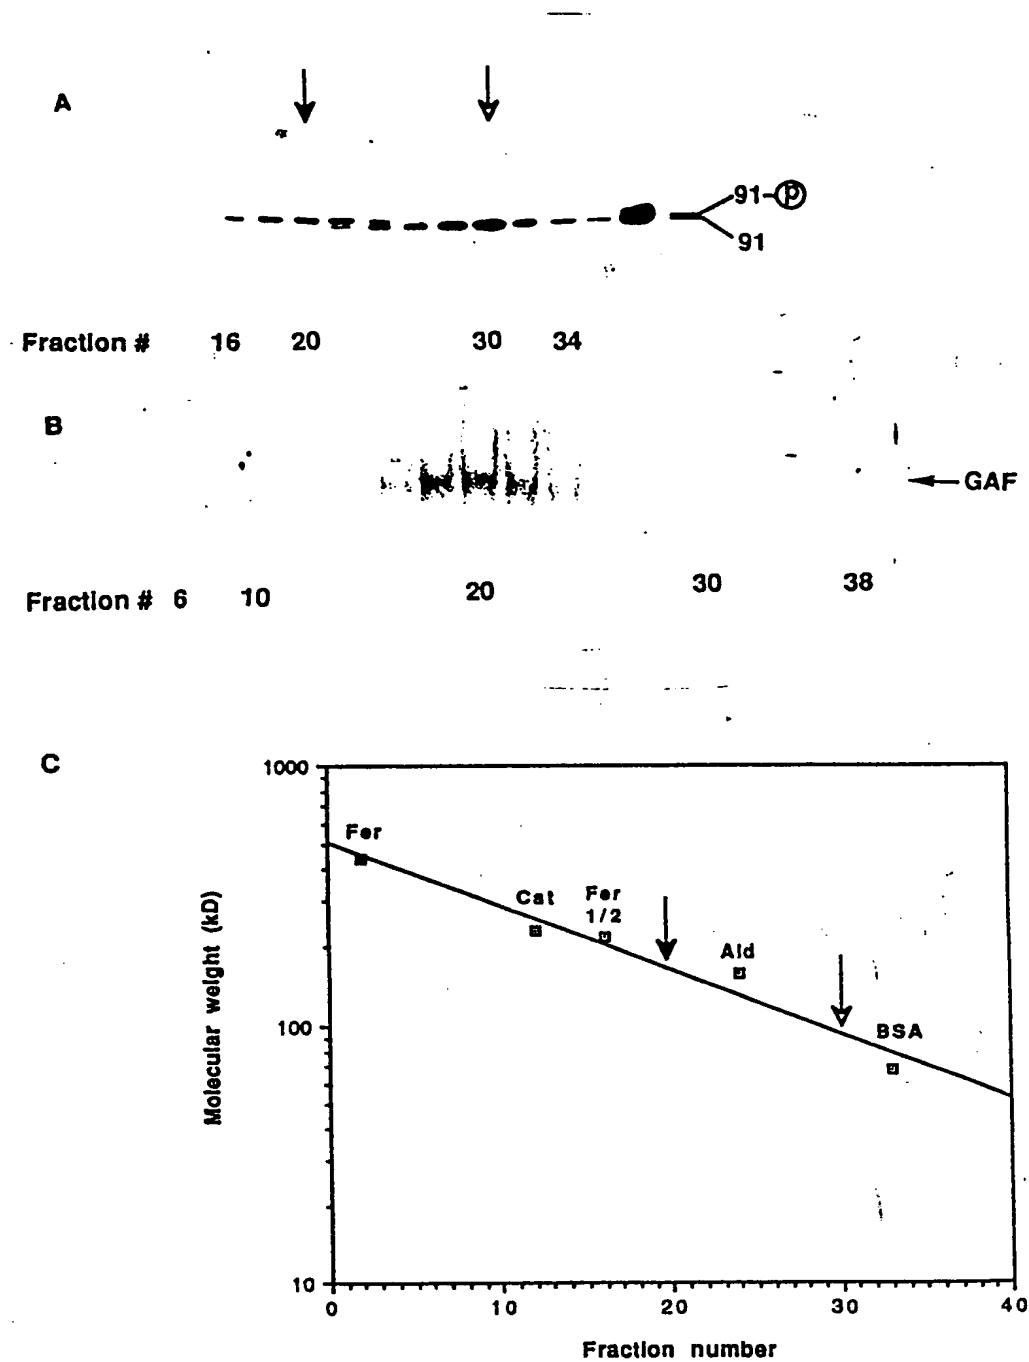 A
91-Ⓟ
91
Fraction # 16 20 30 34
B
GAF
Fraction # 6 10 20 30 38
C
1000
100
10
Molecular weight (kD)
Fer
Cat
Fer
1/2
Ald
BSA
0 10 20 30 40
Fraction number